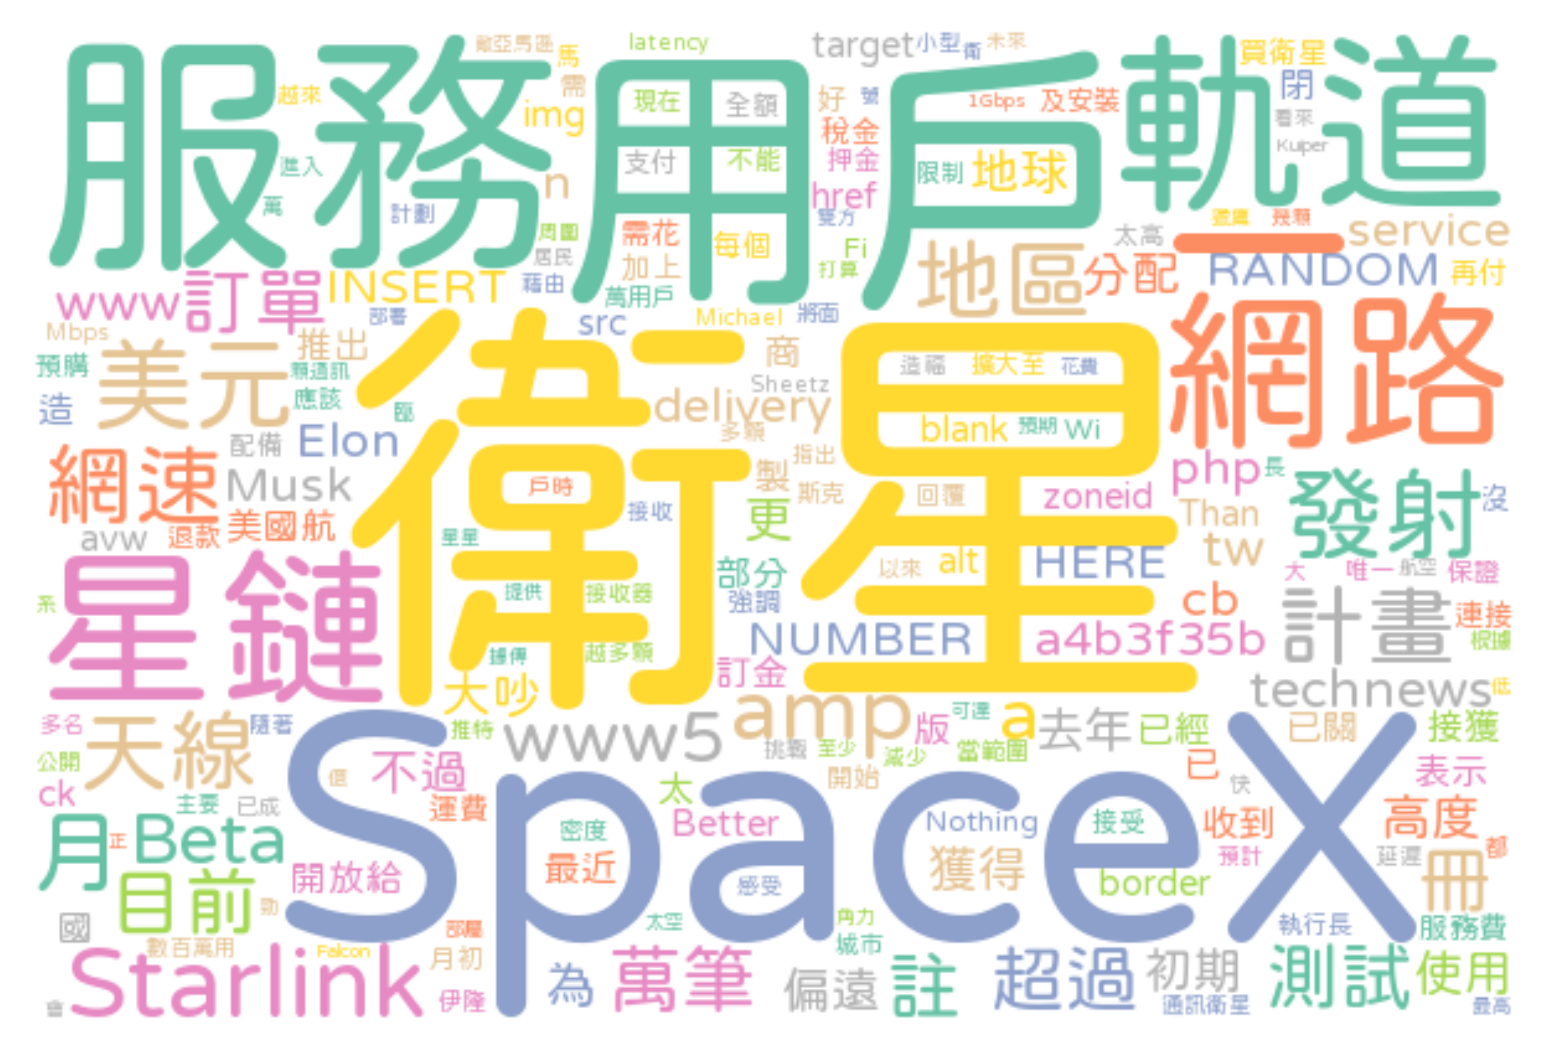 敵亞馬遜 馬 latency target 小型 衛 未來 買衛星
服務 用戶 軌道
越來 需 img 現在 全額 好 號 1Gbps 及安裝 閉
稅金 看來
進入 n 支付 不能 押金 限制 地球 Kuiper
萬 計劃 href
周圍 需花 每個 雙方 Fi 太高 幾顆 一 service
居民 加上 打算 地區 分配 RANDOM 再付
www 訂單 INSERT 藉由 萬用戶
部署 src Michael 將面
Mbps 推出 衛星 商 網路
預購 美元 顆通訊 造福 擴大至 花費
造 應該 Sheetz
delivery
配備 Elon 多顆 blank 預期 Wi
網速 Musk 製 指出 php 長
戶時 斯克 回覆 zoneid 發射 沒
avw 退款 美國航 星星 接收 更 Than
tw
星鏈 部分 以來 alt HERE 大 唯一 航空 保證
系 提供 接收器 強調 cb 計畫 連接
據傳 越多顆 NUMBER a4b3f35b 根據
大吵 訂金 technews 低
多名 天線 隨著 推特 www5 amp 版 可達 a 去年 已經 已關 接獲
公開 不過 挑戰 至少 減少 當範圍
ck 主要 已成 運費 SpaceX 開始 已 快 表示
月 正 Beta 密度 太 Better Nothing 接受 收到 高度
最近 獲得 預計 延遲 都
目前 開放給 感受 border 冊
國 部屬 太空 角力 執行長 服務費
數百萬用 Falcon 月初 城市
Starlink 伊隆 為 萬筆 偏遠 註 超過 初期 測試 使用
會 通訊衛星 最高